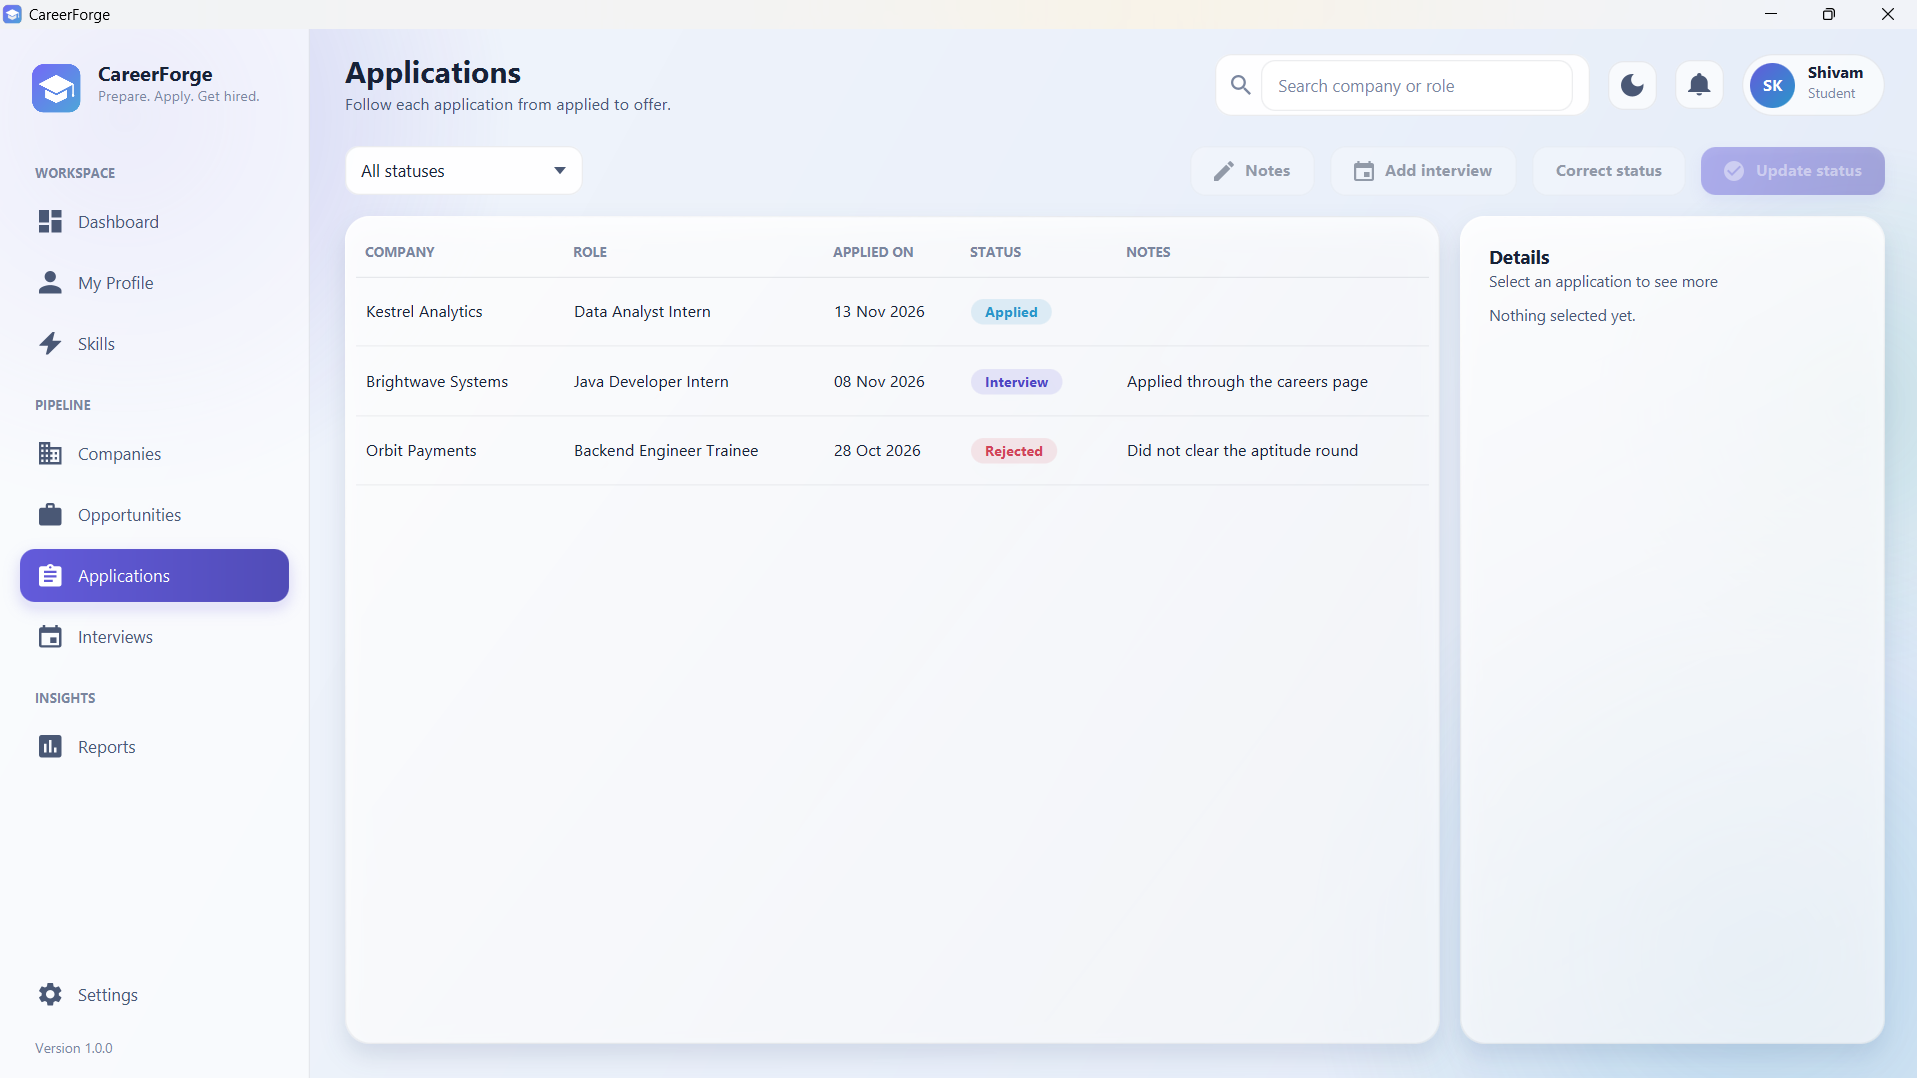 CareerForge
CareerForge
Prepare. Apply. Get hired.
WORKSPACE
Dashboard
My Profile
Skills
PIPELINE
Companies
Opportunities
Applications
Interviews
INSIGHTS
Reports
Settings
Version 1.0.0
Applications
Follow each application from applied to offer.
Search company or role
SK
Shivam
Student
All statuses
Notes
Add interview
Correct status
Update status
COMPANY ROLE APPLIED ON STATUS NOTES
Kestrel Analytics Data Analyst Intern 13 Nov 2026 Applied
Brightwave Systems Java Developer Intern 08 Nov 2026 Interview Applied through the careers page
Orbit Payments Backend Engineer Trainee 28 Oct 2026 Rejected Did not clear the aptitude round
Details
Select an application to see more
Nothing selected yet.